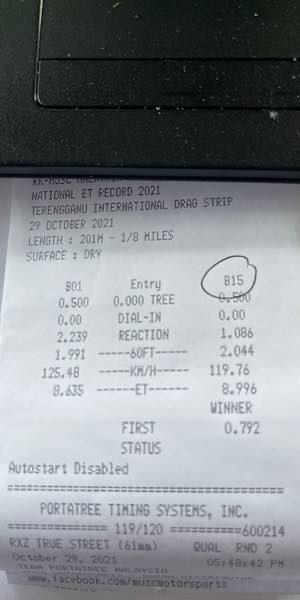 NATIONAL ET RECORD 2021
TERENGGANU INTERNATIONAL DRAG STRIP
29 OCTOBER 2021
LENGTH : 201M - 1/8 MILES
SURFACE : DRY
B01 Entry B15
0.500 0.000 TREE 0.500
0.00 DIAL-IN 0.00
2.239 REACTION 1.086
1.991 -----60FT----- 2.044
125.48 -----KM/H----- 119.76
8.635 ------ET------ 8.996
WINNER
FIRST 0.792
STATUS
Autostart Disabled
PORTATREE TIMING SYSTEMS, INC.
=============== 119/120 ==========600214
RXZ TRUE STREET (61mm) QUAL RND 2
October 29, 2021 05:48:42 PM
TEAM PORTATREE MALAYSIA
www.facebook.com/muscmotorsports